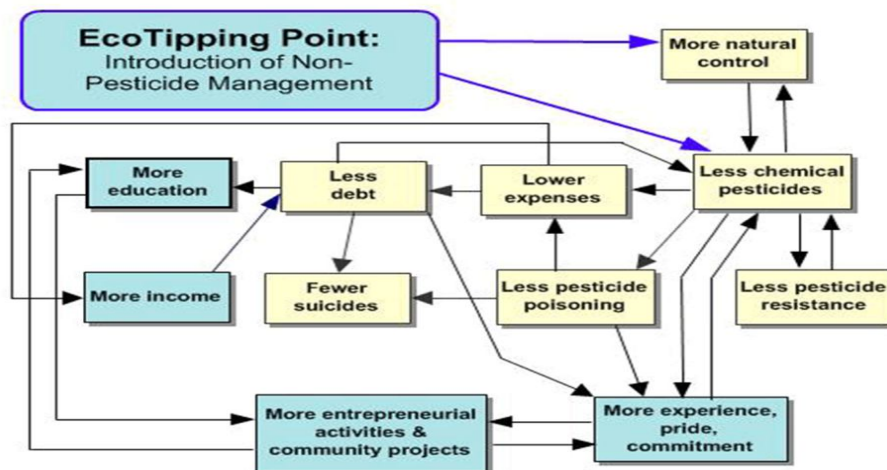 EcoTipping Point:
Introduction of Non-
Pesticide Management
More natural
control
More
education
Less
debt
Lower
expenses
Less chemical
pesticides
More income
Fewer
suicides
Less pesticide
poisoning
Less pesticide
resistance
More entrepreneurial
activities &
community projects
More experience,
pride,
commitment